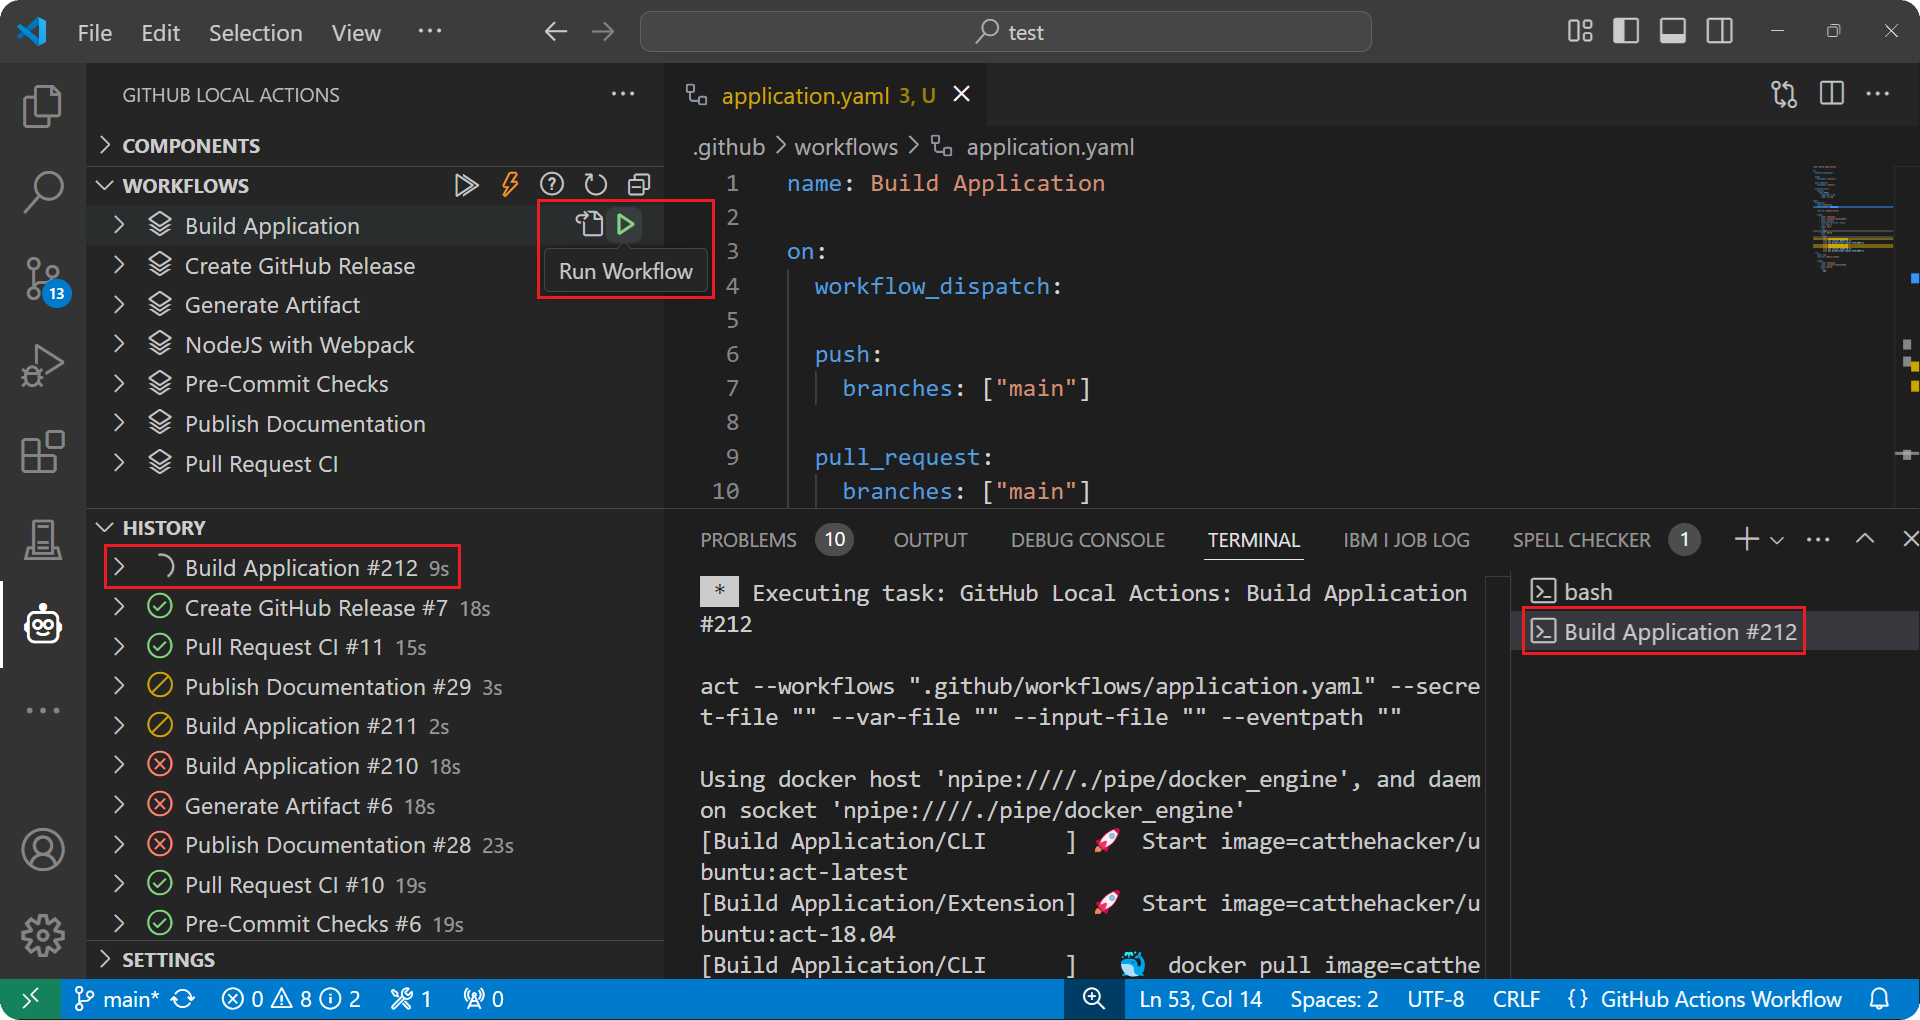 File Edit Selection View ···
test
GITHUB LOCAL ACTIONS ···
COMPONENTS
WORKFLOWS
Build Application
Run Workflow
Create GitHub Release
Generate Artifact
NodeJS with Webpack
Pre-Commit Checks
Publish Documentation
Pull Request CI
HISTORY
Build Application #212 9s
Create GitHub Release #7 18s
Pull Request CI #11 15s
Publish Documentation #29 3s
Build Application #211 2s
Build Application #210 18s
Generate Artifact #6 18s
Publish Documentation #28 23s
Pull Request CI #10 19s
Pre-Commit Checks #6 19s
SETTINGS
13
application.yaml 3, U
.github > workflows > application.yaml
1 name: Build Application
2
3 on:
4 workflow_dispatch:
5
6 push:
7 branches: ["main"]
8
9 pull_request:
10 branches: ["main"]
PROBLEMS 10 OUTPUT DEBUG CONSOLE TERMINAL IBM I JOB LOG SPELL CHECKER 1
* Executing task: GitHub Local Actions: Build Application
#212
act --workflows ".github/workflows/application.yaml" --secre
t-file "" --var-file "" --input-file "" --eventpath ""
Using docker host 'npipe:////./pipe/docker_engine', and daem
on socket 'npipe:////./pipe/docker_engine'
[Build Application/CLI ] 🚀 Start image=catthehacker/u
buntu:act-latest
[Build Application/Extension] 🚀 Start image=catthehacker/u
buntu:act-18.04
[Build Application/CLI ] 🐳 docker pull image=catthe
bash
Build Application #212
main* 0 8 2 1 0
Ln 53, Col 14 Spaces: 2 UTF-8 CRLF {} GitHub Actions Workflow